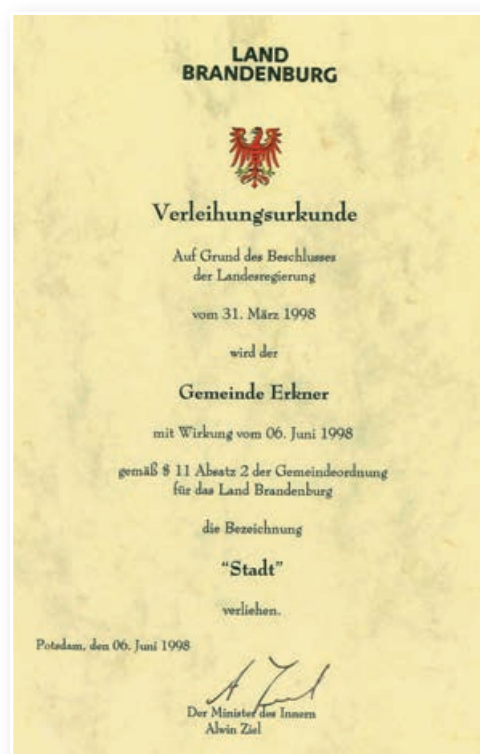 LAND
BRANDENBURG
Verleihungsurkunde
Auf Grund des Beschlusses
der Landesregierung
vom 31. März 1998
wird der
Gemeinde Erkner
mit Wirkung vom 06. Juni 1998
gemäß § 11 Absatz 2 der Gemeindeordnung
für das Land Brandenburg
die Bezeichnung
"Stadt"
verliehen.
Potsdam, den 06. Juni 1998
A Ziel
Der Minister des Innern
Alwin Ziel